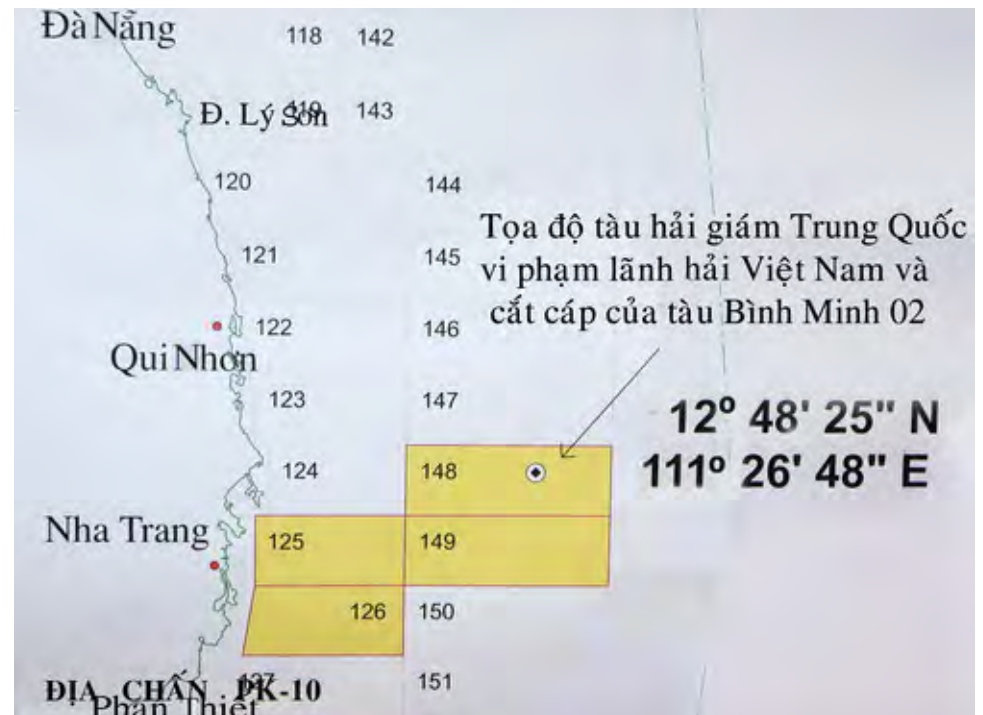 Đà Nẵng
118 142
Đ. Lý Sơn 119 143
120 144
Tọa độ tàu hải giám Trung Quốc
121 145 vi phạm lãnh hải Việt Nam và
cắt cáp của tàu Bình Minh 02
122 146
Qui Nhơn
123 147
12º 48' 25" N
124 148
111º 26' 48" E
Nha Trang
125 149
126 150
127 151
ĐỊA CHẤN PK-10
Phan Thiết